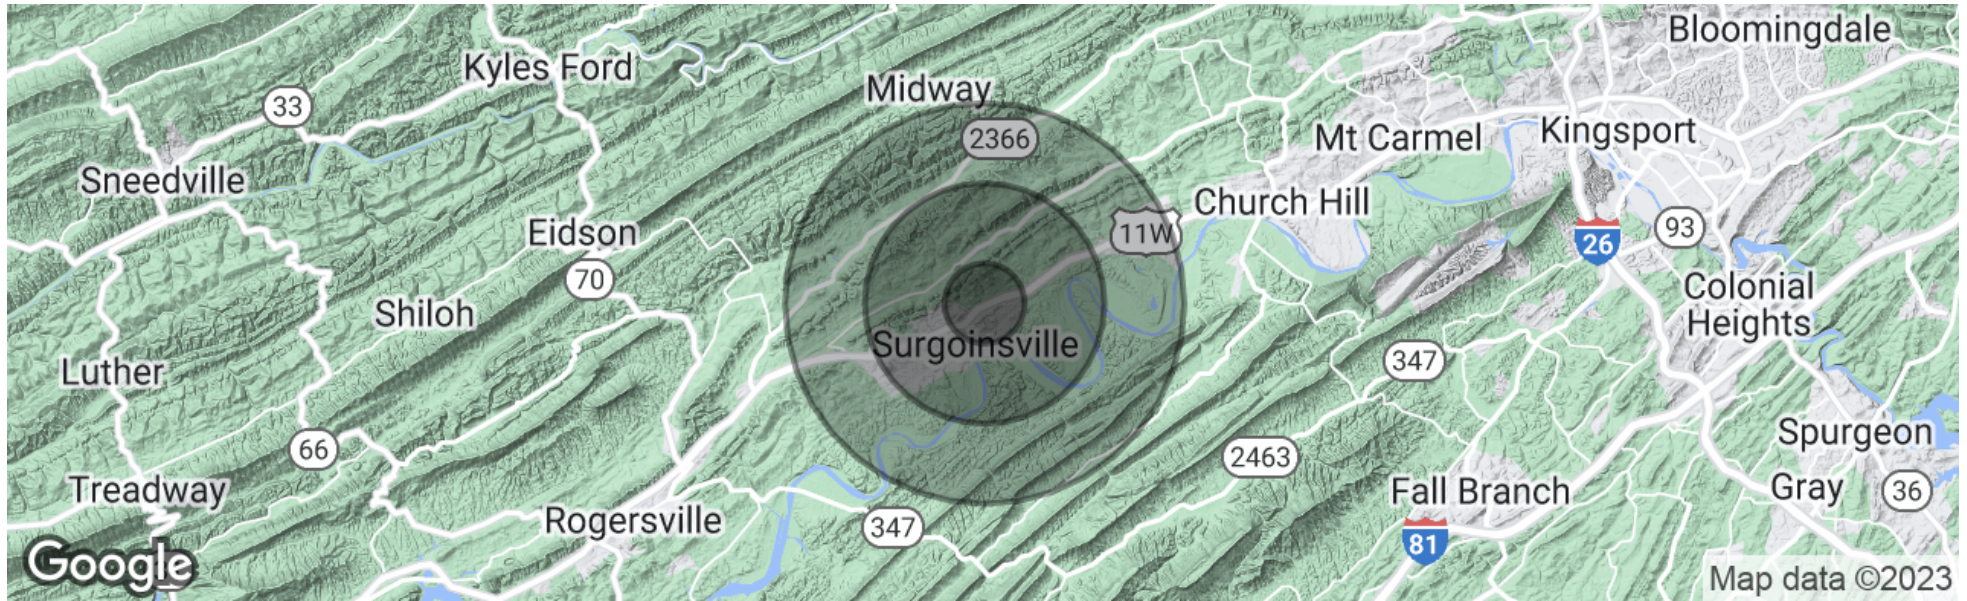 Bloomingdale
Kyles Ford
Midway
33
2366
Mt Carmel
Kingsport
Sneedville
Church Hill
Eidson
11W
93
26
70
Shiloh
Colonial
Heights
Surgoinsville
Luther
347
66
2463
Spurgeon
Treadway
Fall Branch
Gray
36
Rogersville
347
81
Google
Map data ©2023